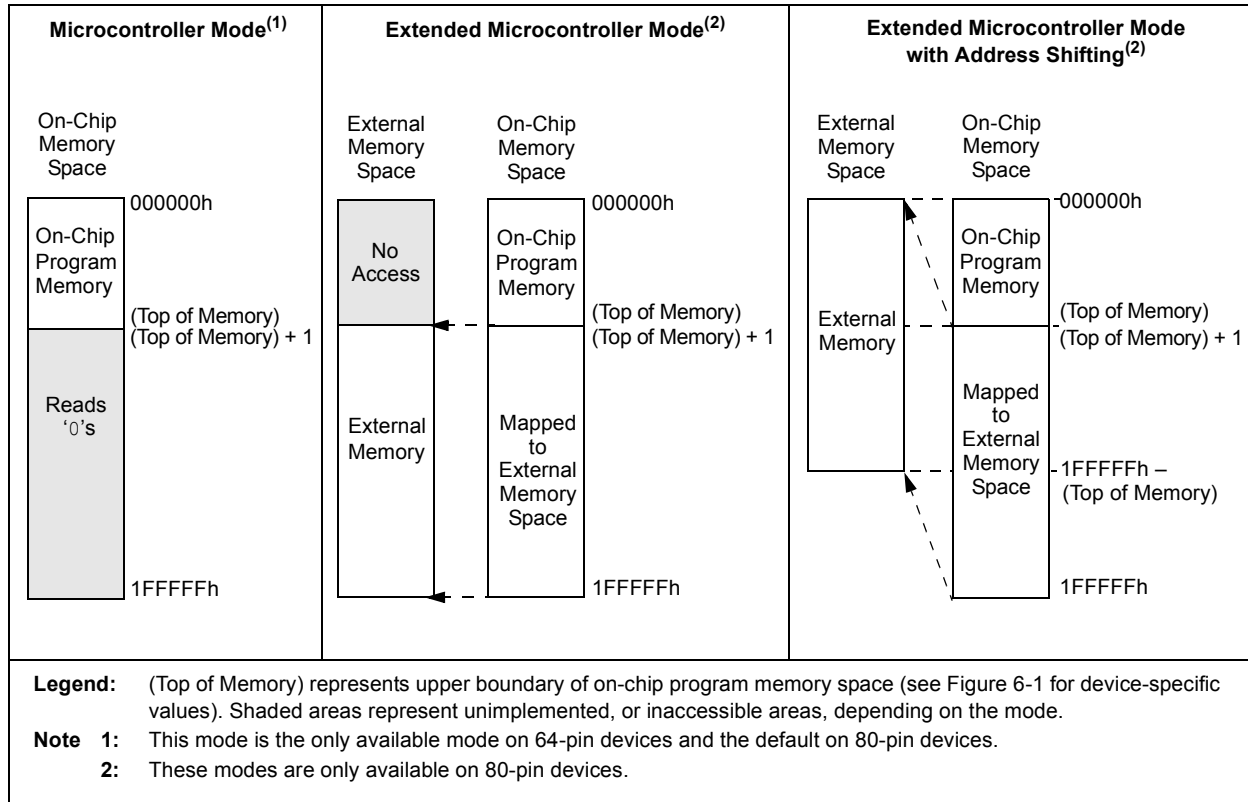 Microcontroller Mode(1)
On-Chip
Memory
Space
000000h
On-Chip
Program
Memory
(Top of Memory)
(Top of Memory) + 1
Reads
‘0’s
1FFFFFh
Extended Microcontroller Mode(2)
External
Memory
Space
On-Chip
Memory
Space
000000h
No
Access
On-Chip
Program
Memory
(Top of Memory)
(Top of Memory) + 1
External
Memory
Mapped
to
External
Memory
Space
1FFFFFh
Extended Microcontroller Mode
with Address Shifting(2)
External
Memory
Space
On-Chip
Memory
Space
000000h
On-Chip
Program
Memory
External
Memory
(Top of Memory)
(Top of Memory) + 1
Mapped
to
External
Memory
Space
1FFFFFh –
(Top of Memory)
1FFFFFh
Legend: (Top of Memory) represents upper boundary of on-chip program memory space (see Figure 6-1 for device-specific
values). Shaded areas represent unimplemented, or inaccessible areas, depending on the mode.
Note 1: This mode is the only available mode on 64-pin devices and the default on 80-pin devices.
2: These modes are only available on 80-pin devices.